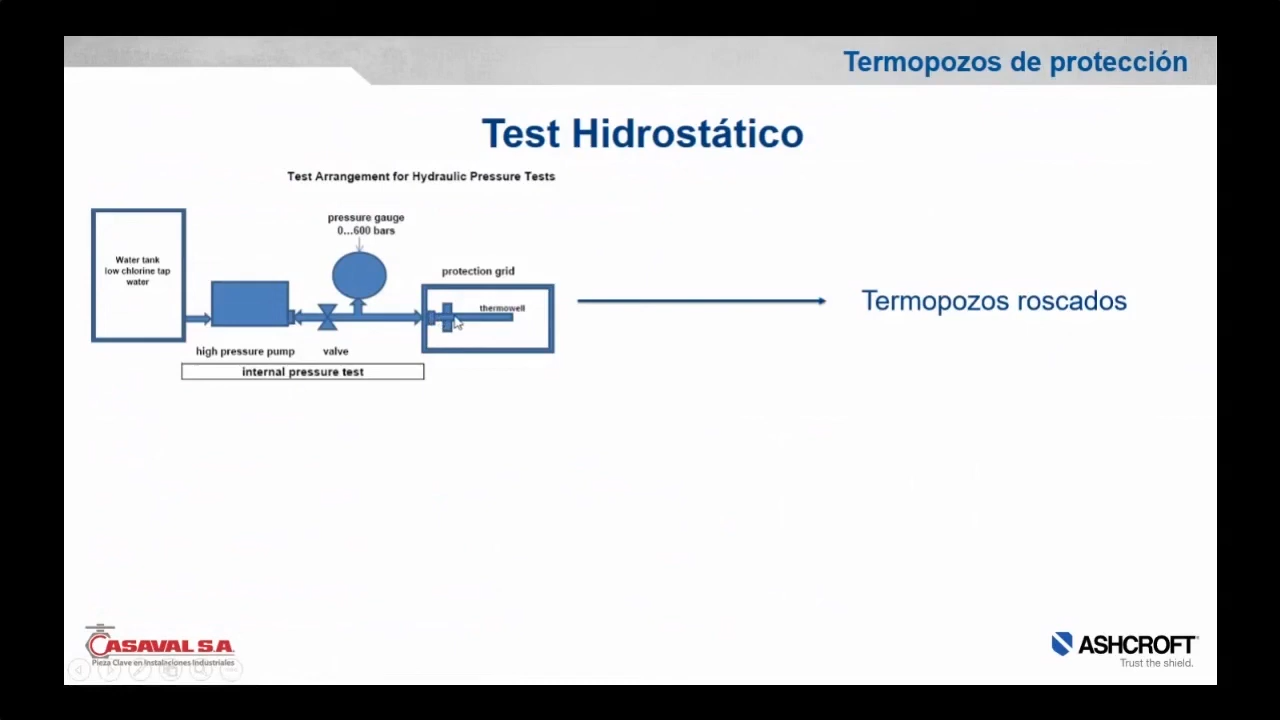 Termopozos de protección
Test Hidrostático
Test Arrangement for Hydraulic Pressure Tests
pressure gauge
0...600 bars
Water tank
low chlorine tap
water
protection grid
thermowell
Termopozos roscados
high pressure pump
valve
internal pressure test
CASAVAL S.A.
Pieza Clave en Instalaciones Industriales
ASHCROFT
Trust the shield.